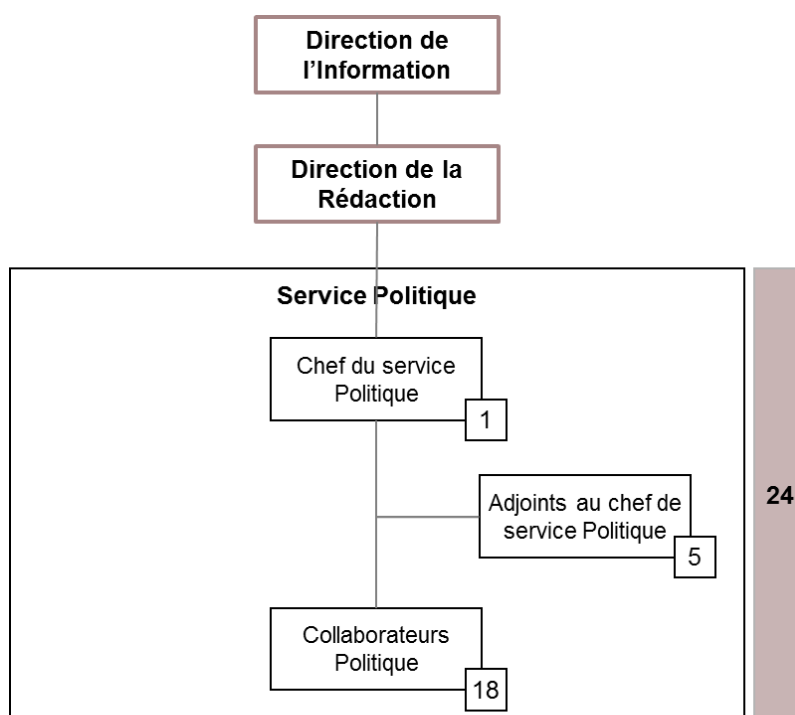 Direction de
l’Information
Direction de la
Rédaction
Service Politique
Chef du service
Politique
1
Adjoints au chef de
service Politique
5
24
Collaborateurs
Politique
18